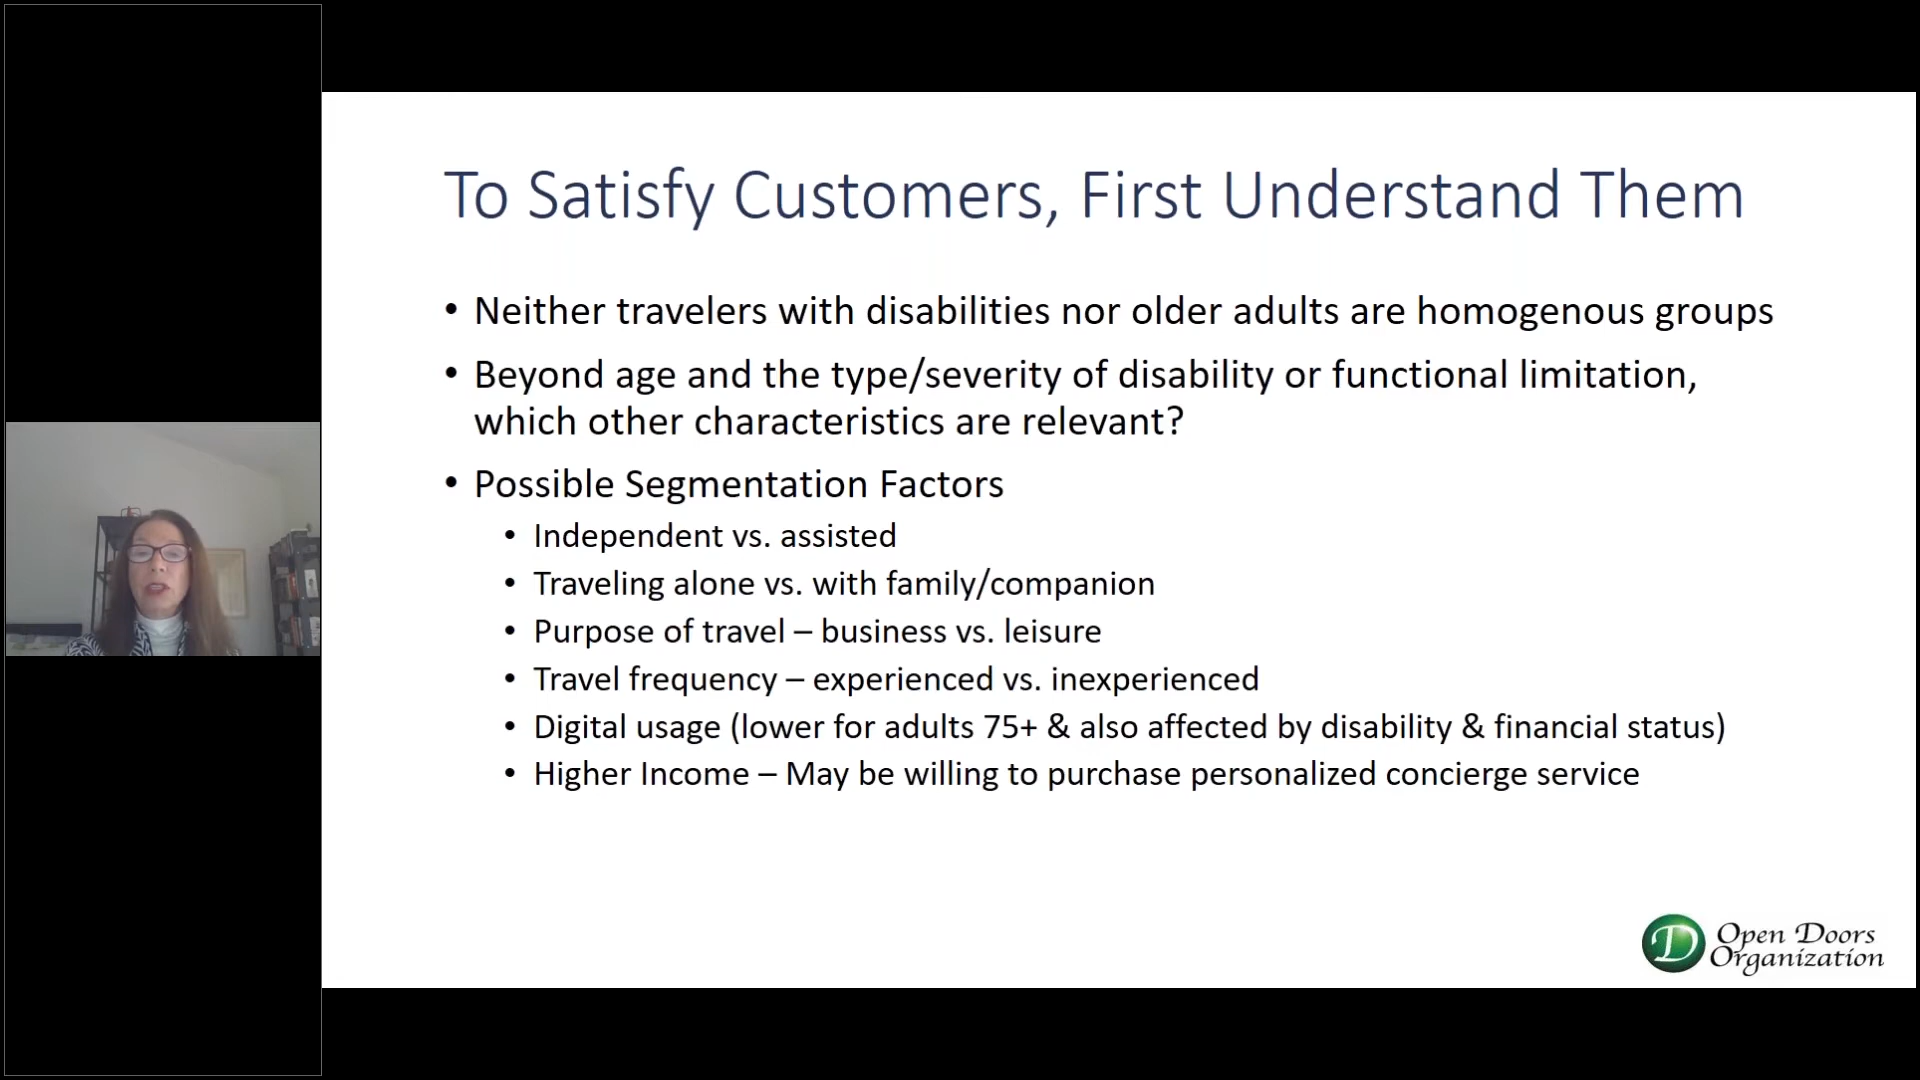 To Satisfy Customers, First Understand Them
• Neither travelers with disabilities nor older adults are homogenous groups
• Beyond age and the type/severity of disability or functional limitation,
which other characteristics are relevant?
• Possible Segmentation Factors
• Independent vs. assisted
• Traveling alone vs. with family/companion
• Purpose of travel – business vs. leisure
• Travel frequency – experienced vs. inexperienced
• Digital usage (lower for adults 75+ & also affected by disability & financial status)
• Higher Income – May be willing to purchase personalized concierge service
D
Open Doors
Organization